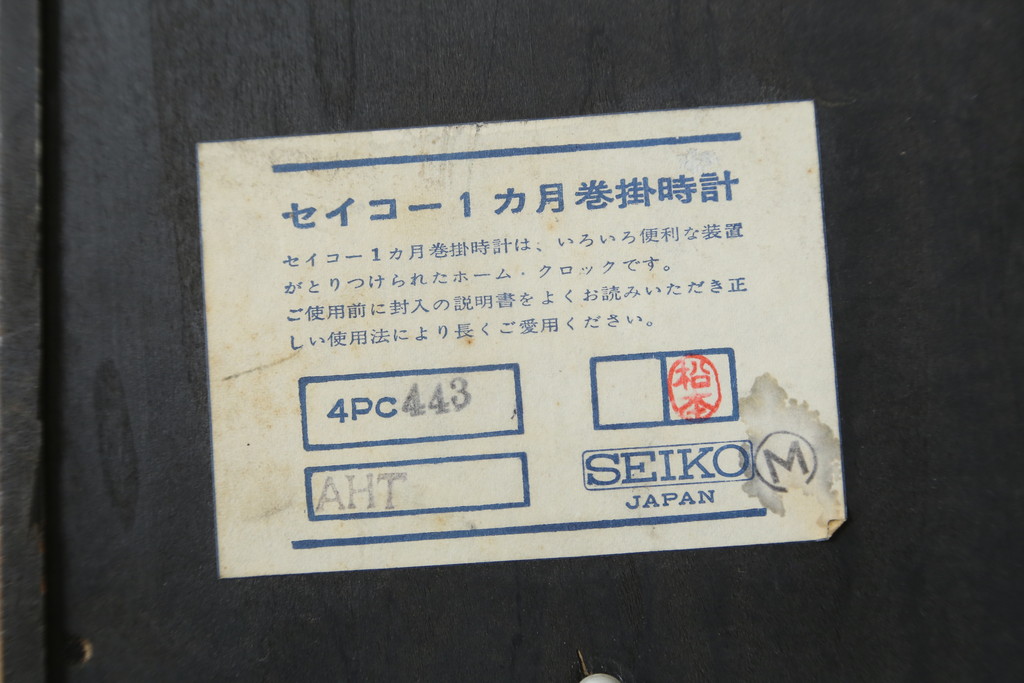 セイコー1カ月巻掛時計
セイコー1カ月巻掛時計は、いろいろ便利な装置
がとりつけられたホーム・クロックです。
ご使用前に封入の説明書をよくお読みいただき正
しい使用法により長くご愛用ください。
4PC443
松本
AHT
SEIKO
M
JAPAN